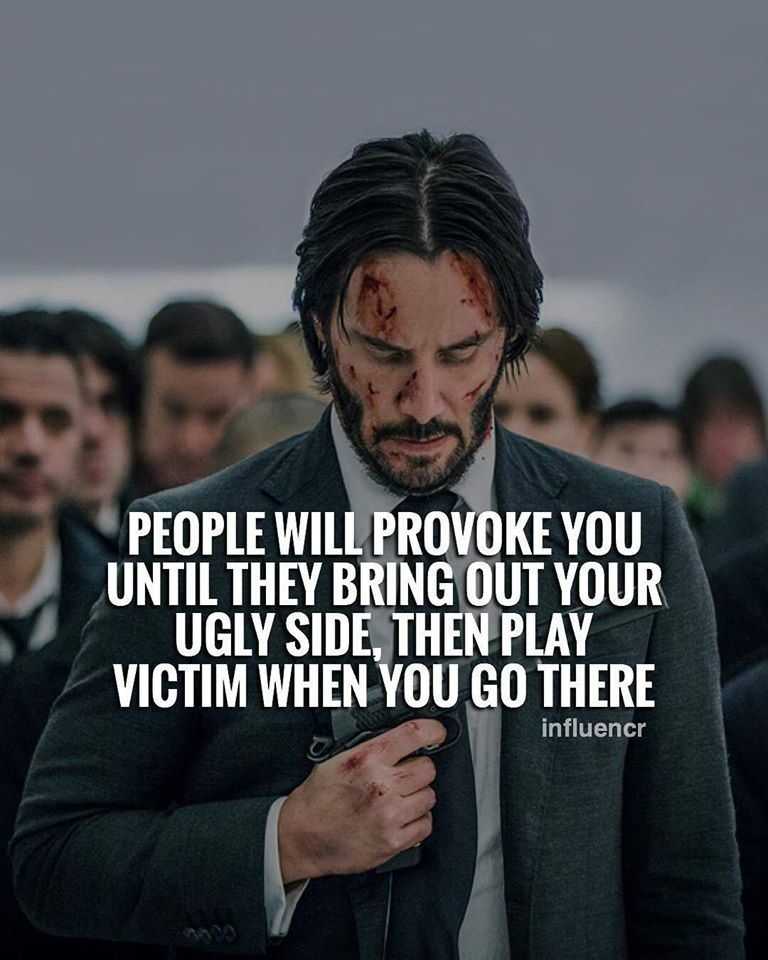 PEOPLE WILL PROVOKE YOU
UNTIL THEY BRING OUT YOUR
UGLY SIDE, THEN PLAY
VICTIM WHEN YOU GO THERE
influencr